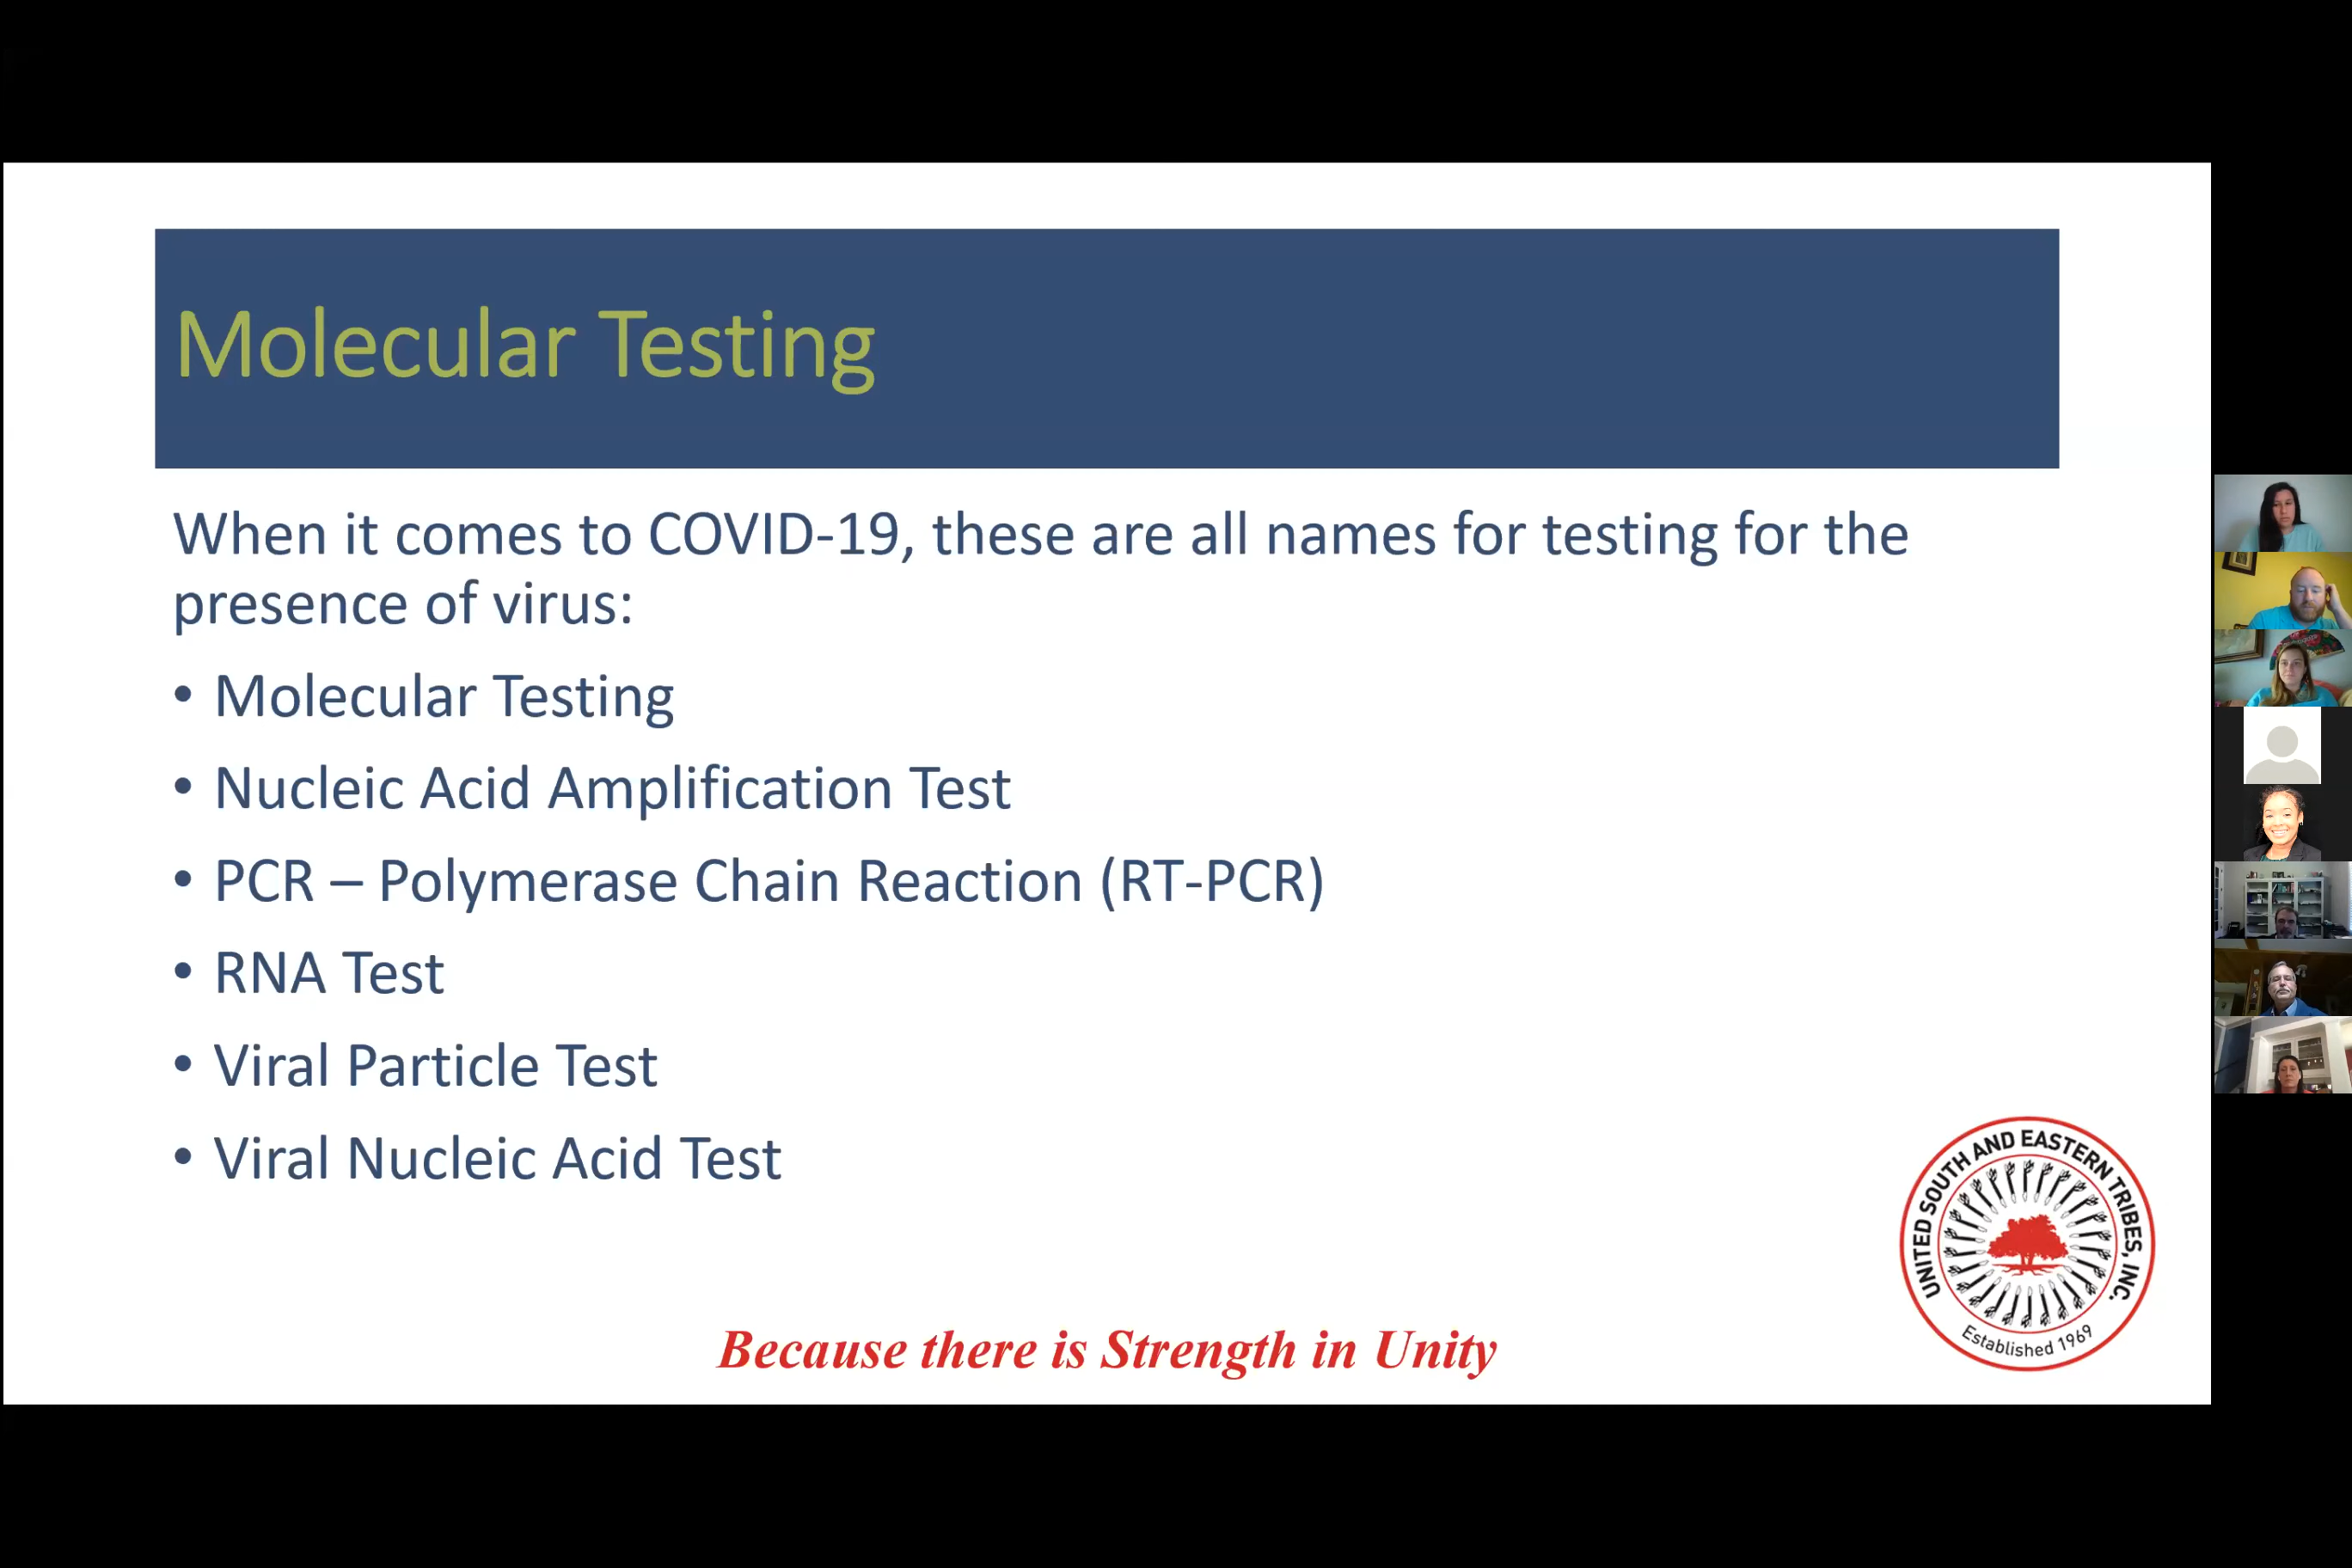 Molecular Testing
When it comes to COVID-19, these are all names for testing for the
presence of virus:
• Molecular Testing
• Nucleic Acid Amplification Test
• PCR – Polymerase Chain Reaction (RT-PCR)
• RNA Test
• Viral Particle Test
• Viral Nucleic Acid Test
UNITED SOUTH AND EASTERN TRIBES, INC.
Established 1969
Because there is Strength in Unity